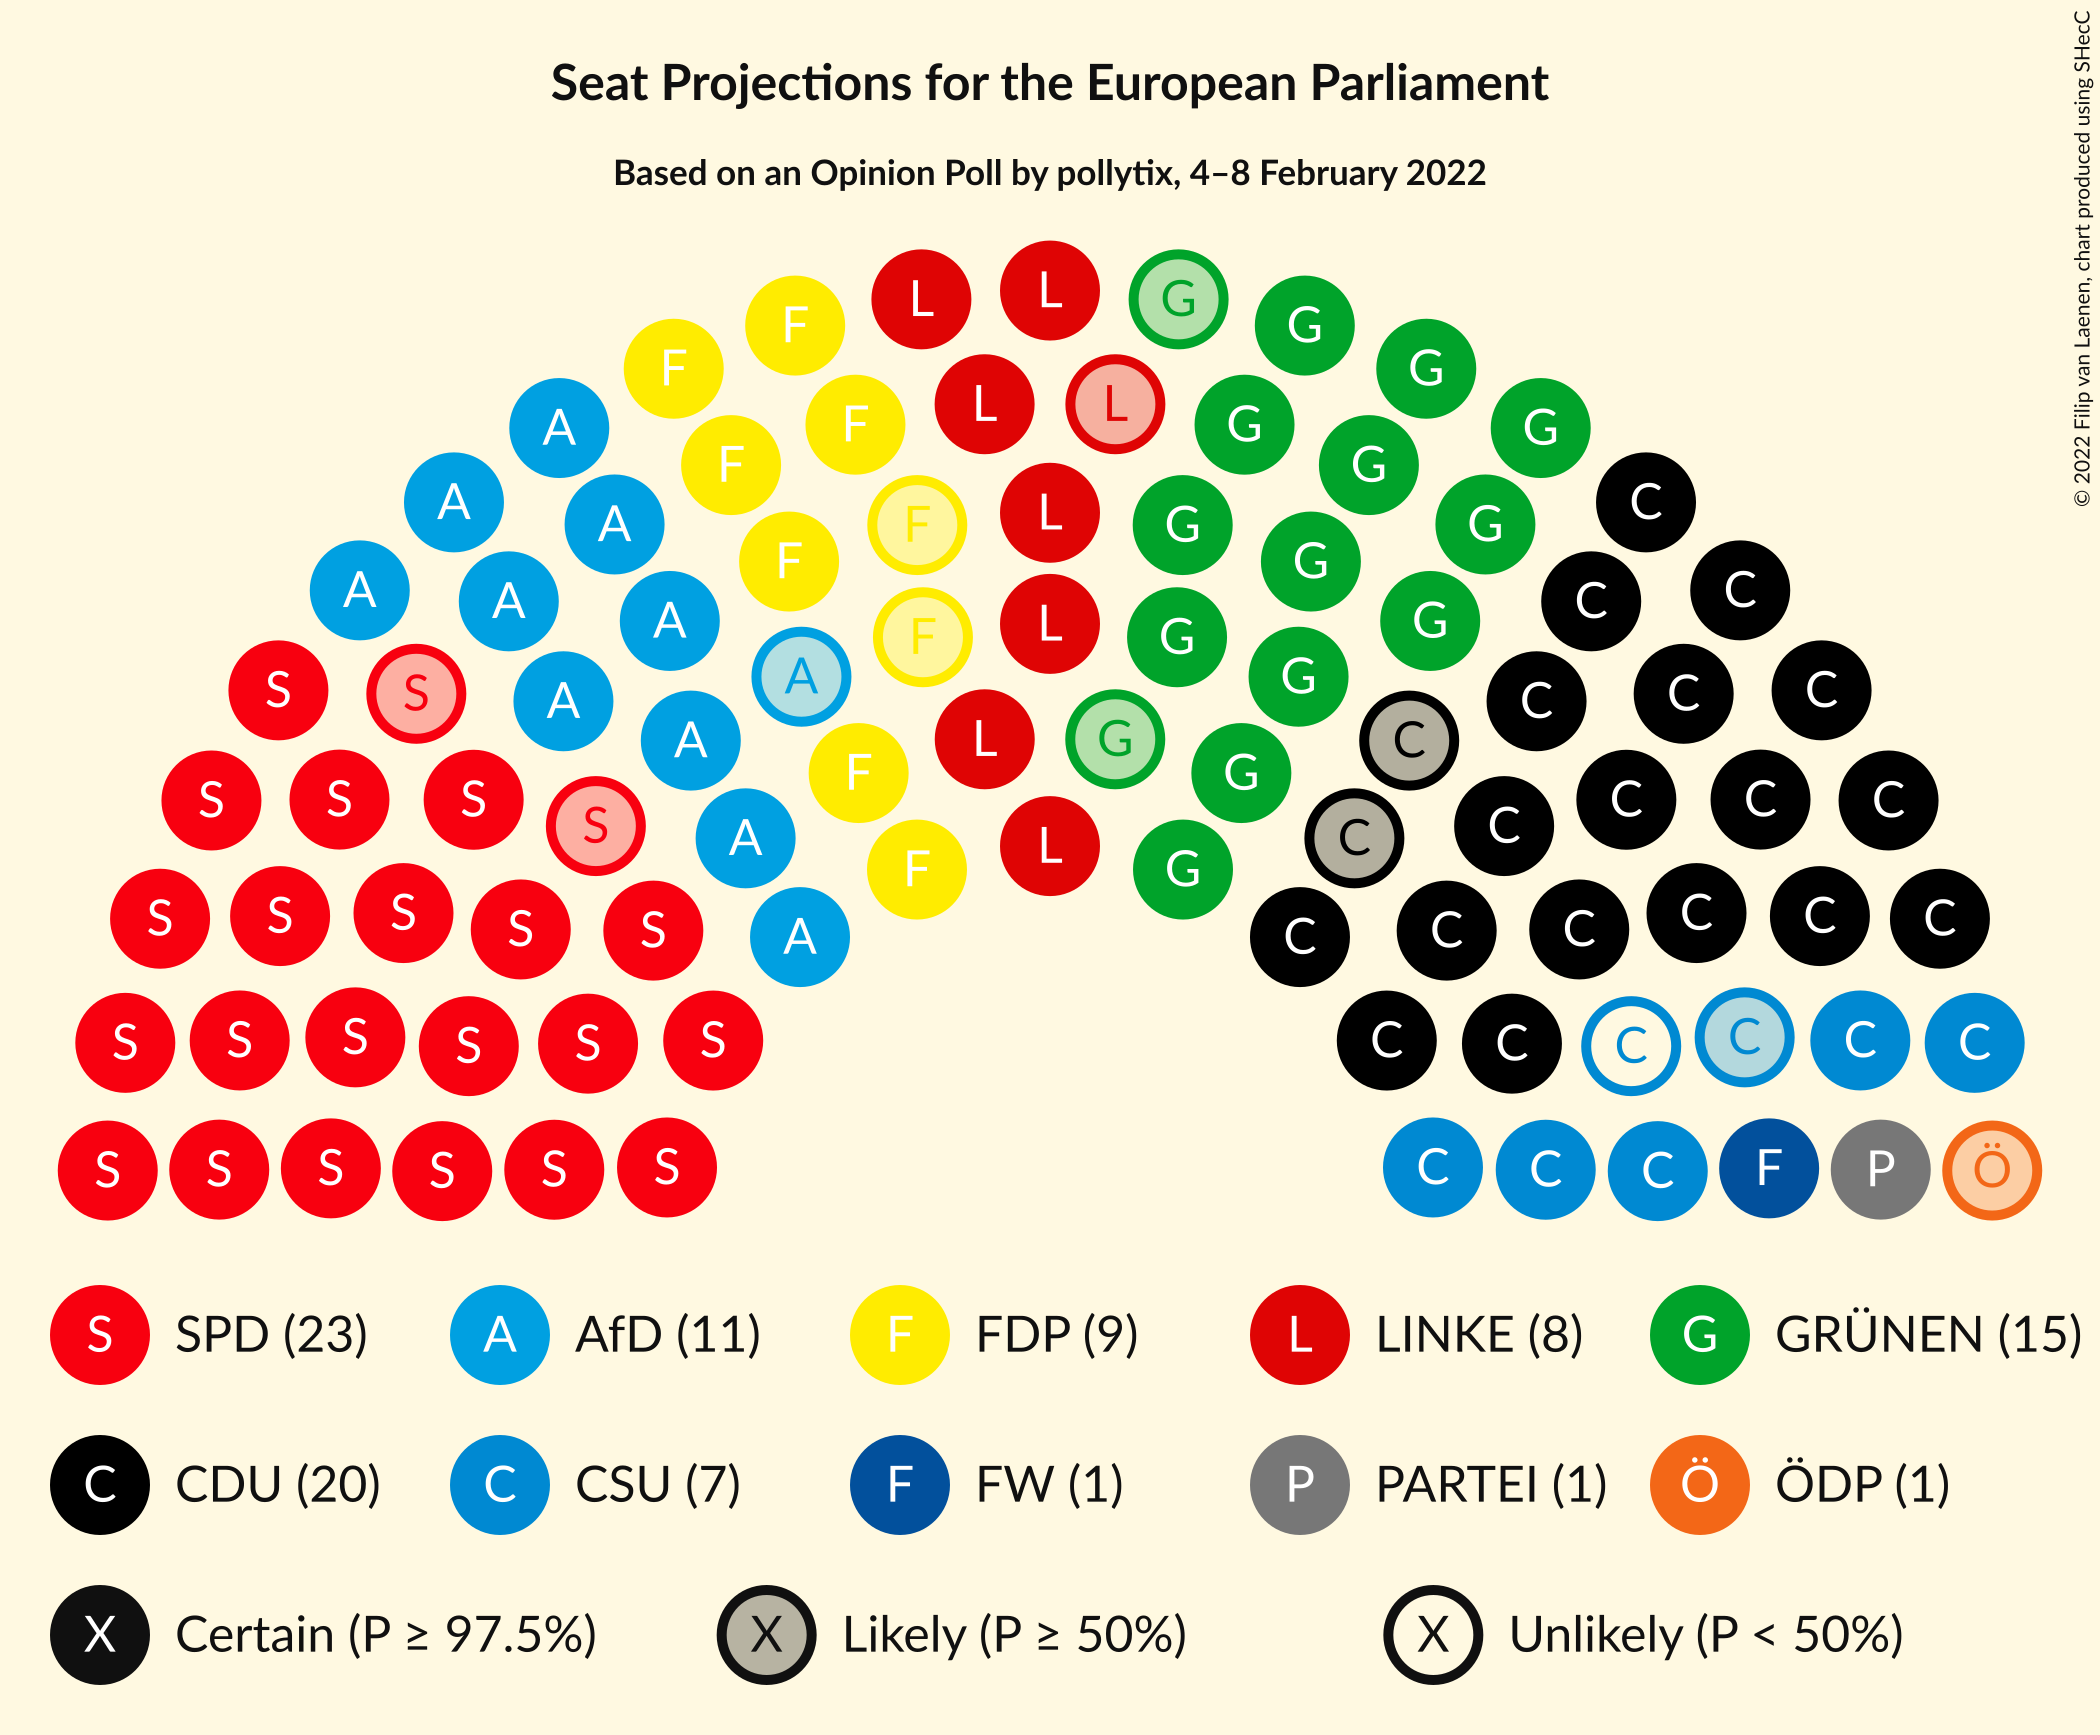 Seat Projections for the European Parliament
Based on an Opinion Poll by pollytix, 4–8 February 2022
© 2022 Filip van Laenen, chart produced using SHecC
L
F L G
F G
A L L G
F F G G
A F G C
A F L G C
A F G C
A A L G C
S S A F G C C
A A G C C
S S S A F L G G C C C C
S A C C
S S S S S A F L G C C C C C C
S S S S S S C C C C C C
S S S S S S C C C F P Ö
S SPD (23) A AfD (11) F FDP (9) L LINKE (8) G GRÜNEN (15)
C CDU (20) C CSU (7) F FW (1) P PARTEI (1) Ö ÖDP (1)
X Certain (P ≥ 97.5%) X Likely (P ≥ 50%) X Unlikely (P < 50%)